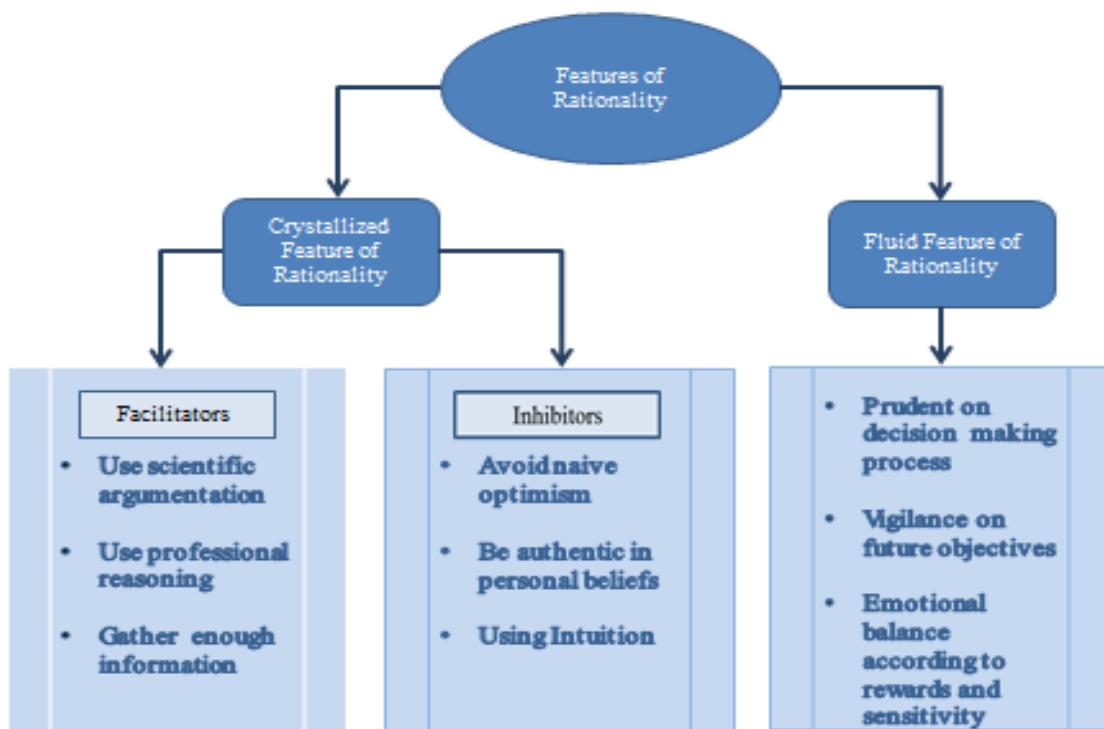 Features of
Rationality
Crystallized
Feature of
Rationality
Fluid Feature of
Rationality
Facilitators
• Use scientific
argumentation
• Use professional
reasoning
• Gather enough
information
Inhibitors
• Avoid naive
optimism
• Be authentic in
personal beliefs
• Using Intuition
• Prudent on
decision making
process
• Vigilance on
future objectives
• Emotional
balance
according to
rewards and
sensitivity